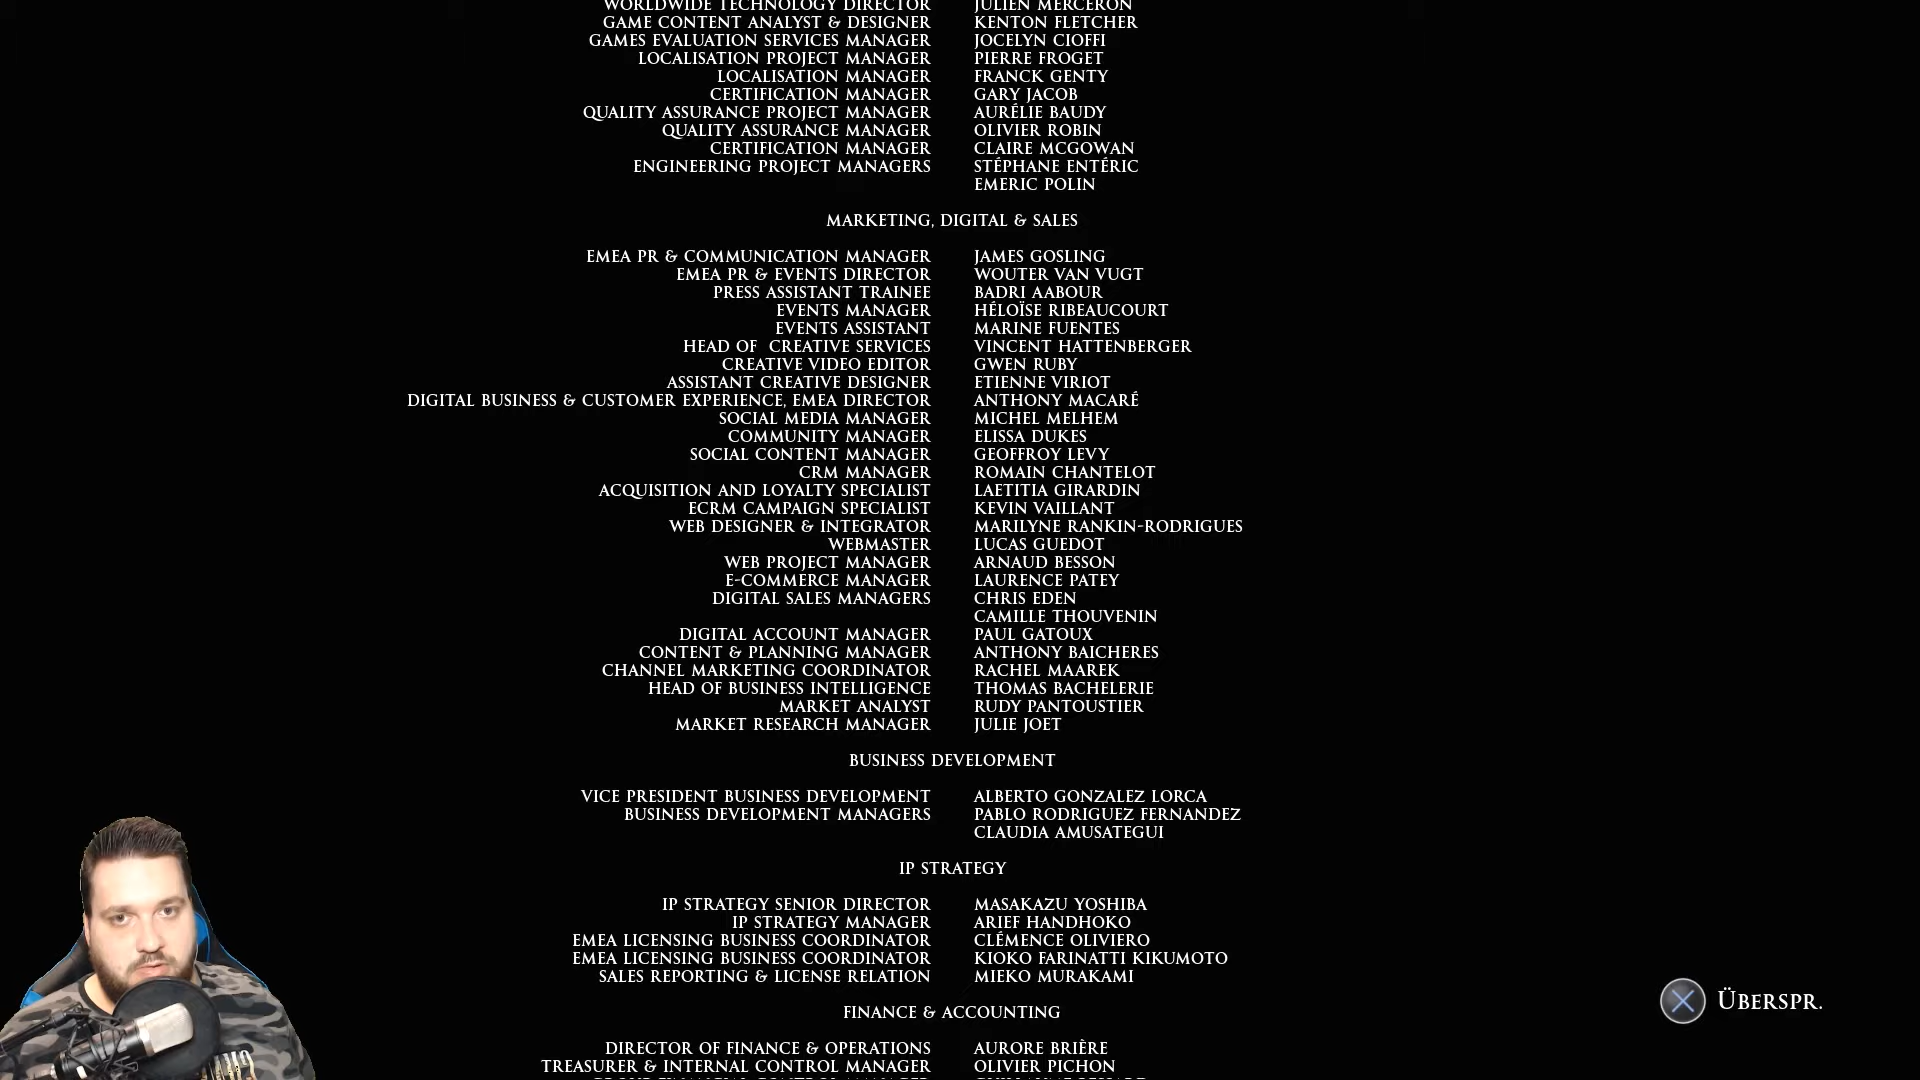 WORLDWIDE TECHNOLOGY DIRECTOR JULIEN MERCERON
GAME CONTENT ANALYST & DESIGNER KENTON FLETCHER
GAMES EVALUATION SERVICES MANAGER JOCELYN CIOFFI
LOCALISATION PROJECT MANAGER PIERRE FROGET
LOCALISATION MANAGER FRANCK GENTY
CERTIFICATION MANAGER GARY JACOB
QUALITY ASSURANCE PROJECT MANAGER AURÉLIE BAUDY
QUALITY ASSURANCE MANAGER OLIVIER ROBIN
CERTIFICATION MANAGER CLAIRE MCGOWAN
ENGINEERING PROJECT MANAGERS STÉPHANE ENTÉRIC
EMERIC POLIN
MARKETING, DIGITAL & SALES
EMEA PR & COMMUNICATION MANAGER JAMES GOSLING
EMEA PR & EVENTS DIRECTOR WOUTER VAN VUGT
PRESS ASSISTANT TRAINEE BADRI AABOUR
EVENTS MANAGER HÉLOÏSE RIBEAUCOURT
EVENTS ASSISTANT MARINE FUENTES
HEAD OF CREATIVE SERVICES VINCENT HATTENBERGER
CREATIVE VIDEO EDITOR GWEN RUBY
ASSISTANT CREATIVE DESIGNER ETIENNE VIRIOT
DIGITAL BUSINESS & CUSTOMER EXPERIENCE, EMEA DIRECTOR ANTHONY MACARÉ
SOCIAL MEDIA MANAGER MICHEL MELHEM
COMMUNITY MANAGER ELISSA DUKES
SOCIAL CONTENT MANAGER GEOFFROY LEVY
CRM MANAGER ROMAIN CHANTELOT
ACQUISITION AND LOYALTY SPECIALIST LAETITIA GIRARDIN
ECRM CAMPAIGN SPECIALIST KEVIN VAILLANT
WEB DESIGNER & INTEGRATOR MARILYNE RANKIN-RODRIGUES
WEBMASTER LUCAS GUEDOT
WEB PROJECT MANAGER ARNAUD BESSON
E-COMMERCE MANAGER LAURENCE PATEY
DIGITAL SALES MANAGERS CHRIS EDEN
CAMILLE THOUVENIN
DIGITAL ACCOUNT MANAGER PAUL GATOUX
CONTENT & PLANNING MANAGER ANTHONY BAICHERES
CHANNEL MARKETING COORDINATOR RACHEL MAAREK
HEAD OF BUSINESS INTELLIGENCE THOMAS BACHELERIE
MARKET ANALYST RUDY PANTOUSTIER
MARKET RESEARCH MANAGER JULIE JOET
BUSINESS DEVELOPMENT
VICE PRESIDENT BUSINESS DEVELOPMENT ALBERTO GONZALEZ LORCA
BUSINESS DEVELOPMENT MANAGERS PABLO RODRIGUEZ FERNANDEZ
CLAUDIA AMUSATEGUI
IP STRATEGY
IP STRATEGY SENIOR DIRECTOR MASAKAZU YOSHIBA
IP STRATEGY MANAGER ARIEF HANDHOKO
EMEA LICENSING BUSINESS COORDINATOR CLÉMENCE OLIVIERO
EMEA LICENSING BUSINESS COORDINATOR KIOKO FARINATTI KIKUMOTO
SALES REPORTING & LICENSE RELATION MIEKO MURAKAMI
ÜBERSPR.
FINANCE & ACCOUNTING
DIRECTOR OF FINANCE & OPERATIONS AURORE BRIÈRE
TREASURER & INTERNAL CONTROL MANAGER OLIVIER PICHON